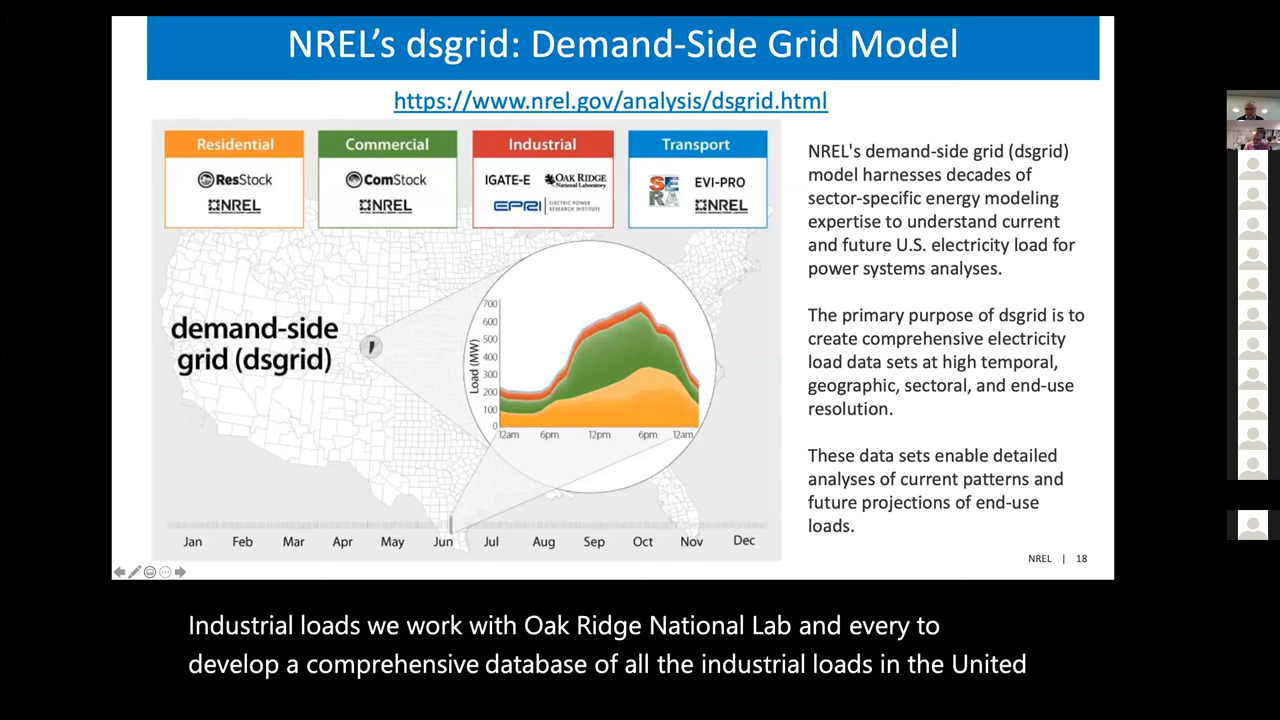 NREL's dsgrid: Demand-Side Grid Model
https://www.nrel.gov/analysis/dsgrid.html
Residential
Commercial
Industrial
Transport
ResStock
NREL
ComStock
NREL
IGATE-E
OAK RIDGE
National Laboratory
EPRI
ELECTRIC POWER
RESEARCH INSTITUTE
SERA
EVI-PRO
NREL
demand-side
grid (dsgrid)
Load (MW)
700
600
500
400
300
200
100
0
12am
6pm
12pm
6pm
12am
Jan
Feb
Mar
Apr
May
Jun
Jul
Aug
Sep
Oct
Nov
Dec
NREL's demand-side grid (dsgrid)
model harnesses decades of
sector-specific energy modeling
expertise to understand current
and future U.S. electricity load for
power systems analyses.
The primary purpose of dsgrid is to
create comprehensive electricity
load data sets at high temporal,
geographic, sectoral, and end-use
resolution.
These data sets enable detailed
analyses of current patterns and
future projections of end-use
loads.
NREL | 18
Industrial loads we work with Oak Ridge National Lab and every to
develop a comprehensive database of all the industrial loads in the United